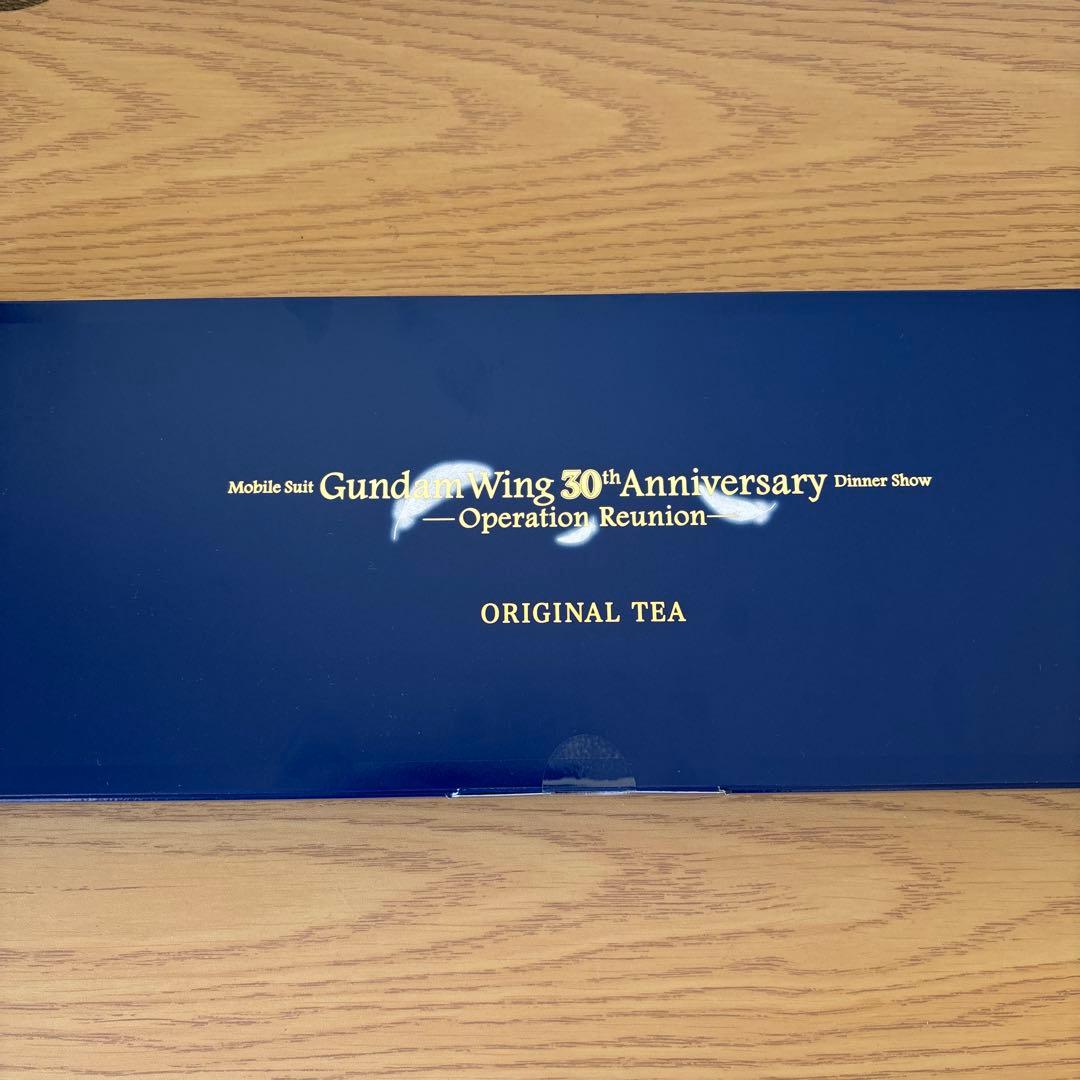 Mobile Suit Gundam Wing 30th Anniversary Dinner Show
—Operation Reunion—
ORIGINAL TEA